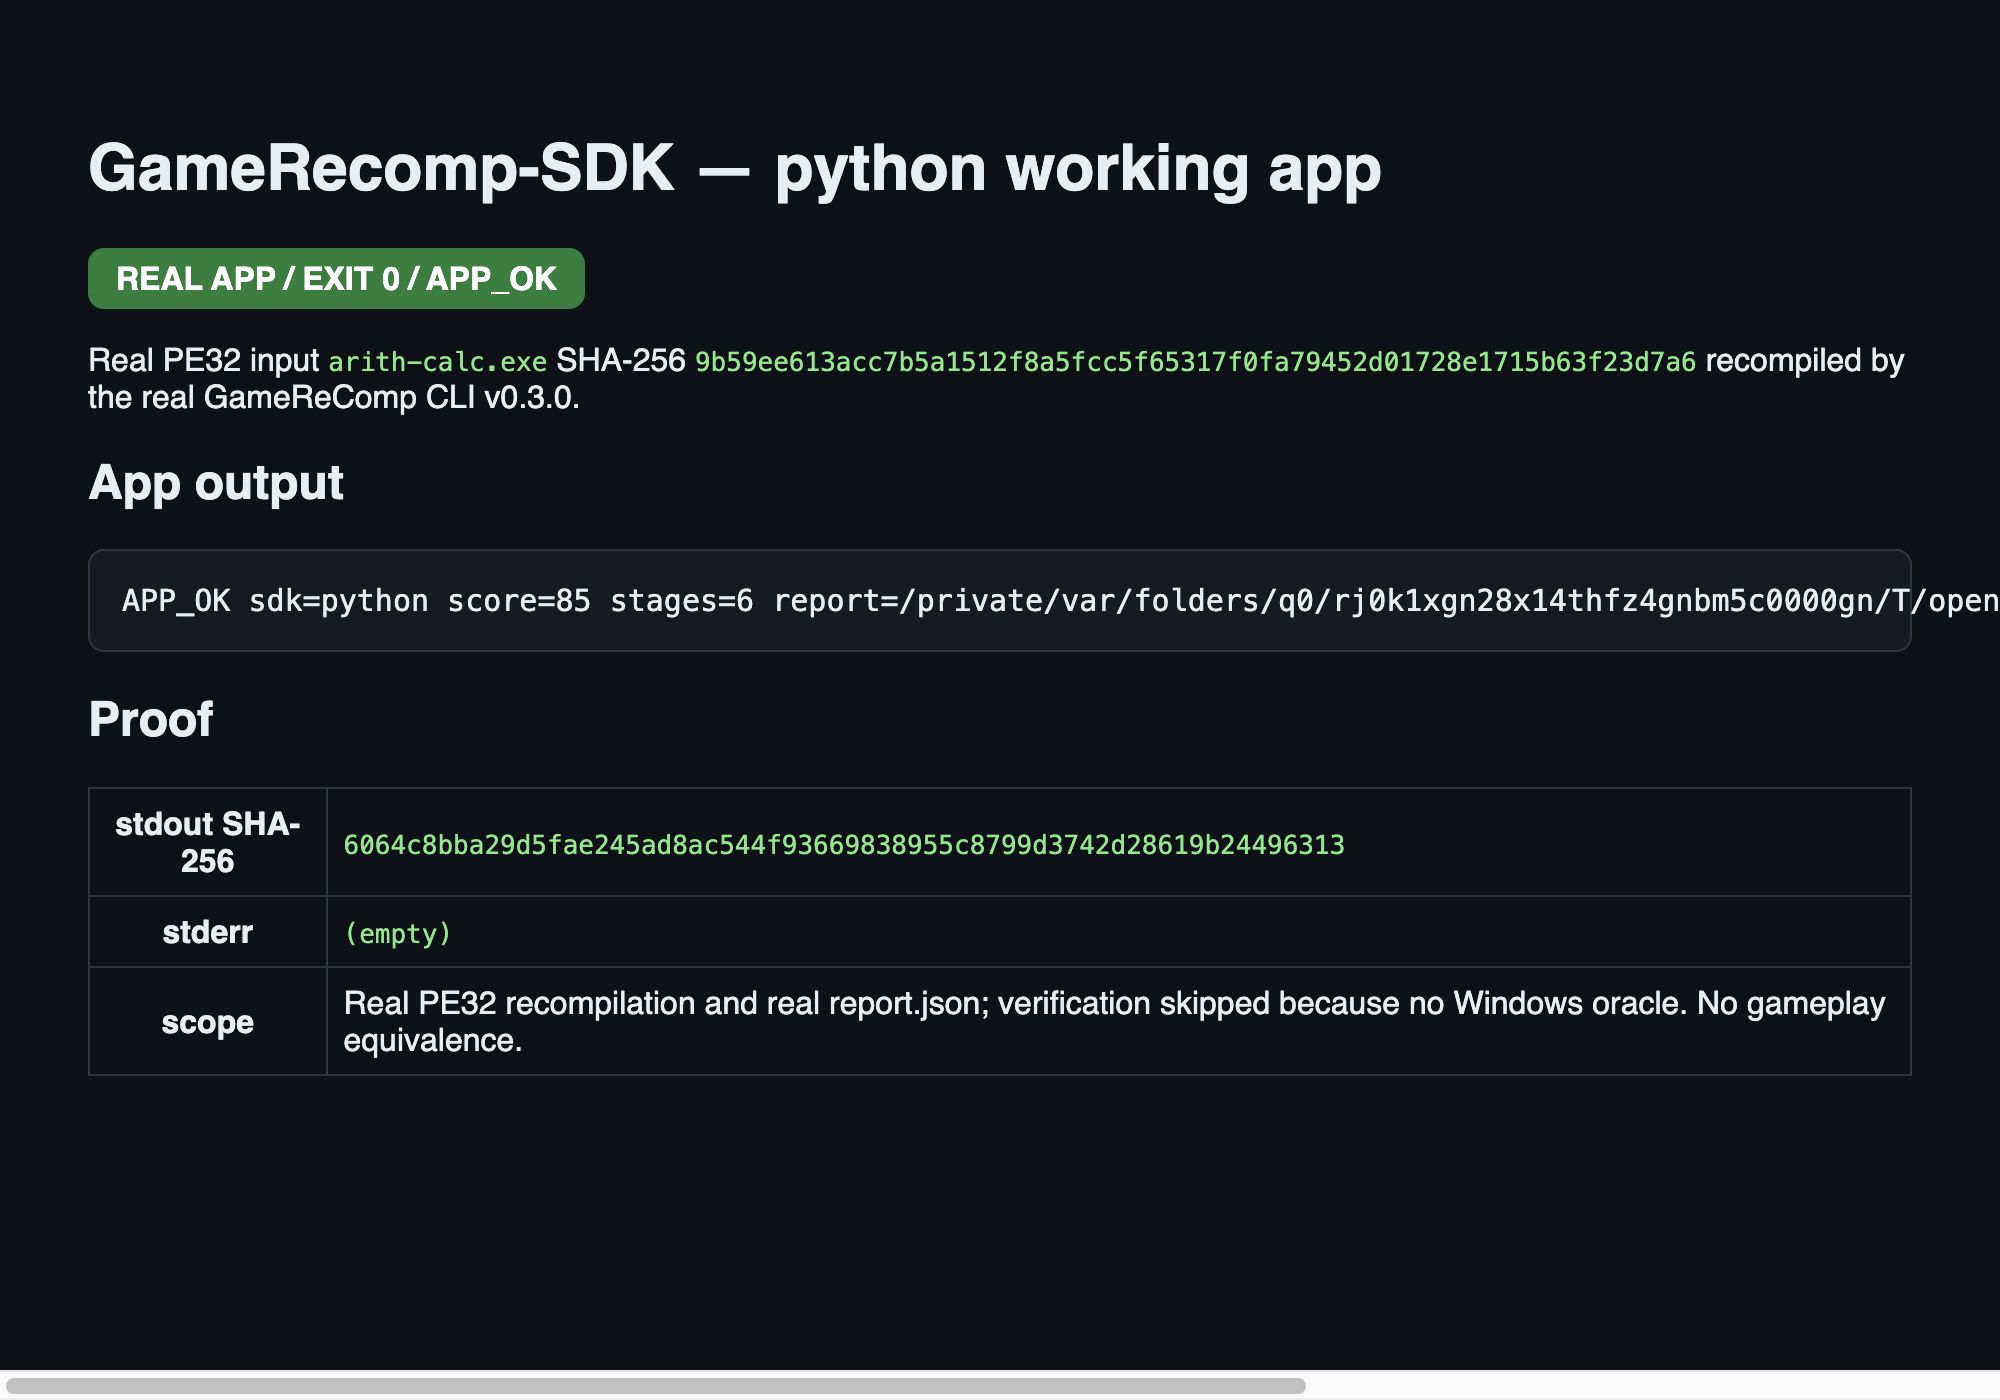 GameRecomp-SDK — python working app
REAL APP / EXIT 0 / APP_OK
Real PE32 input arith-calc.exe SHA-256 9b59ee613acc7b5a1512f8a5fcc5f65317f0fa79452d01728e1715b63f23d7a6 recompiled by
the real GameReComp CLI v0.3.0.
App output
APP_OK sdk=python score=85 stages=6 report=/private/var/folders/q0/rj0k1xgn28x14thfz4gnbm5c0000gn/T/open
Proof
stdout SHA-
256
6064c8bba29d5fae245ad8ac544f93669838955c8799d3742d28619b24496313
stderr
(empty)
scope
Real PE32 recompilation and real report.json; verification skipped because no Windows oracle. No gameplay
equivalence.